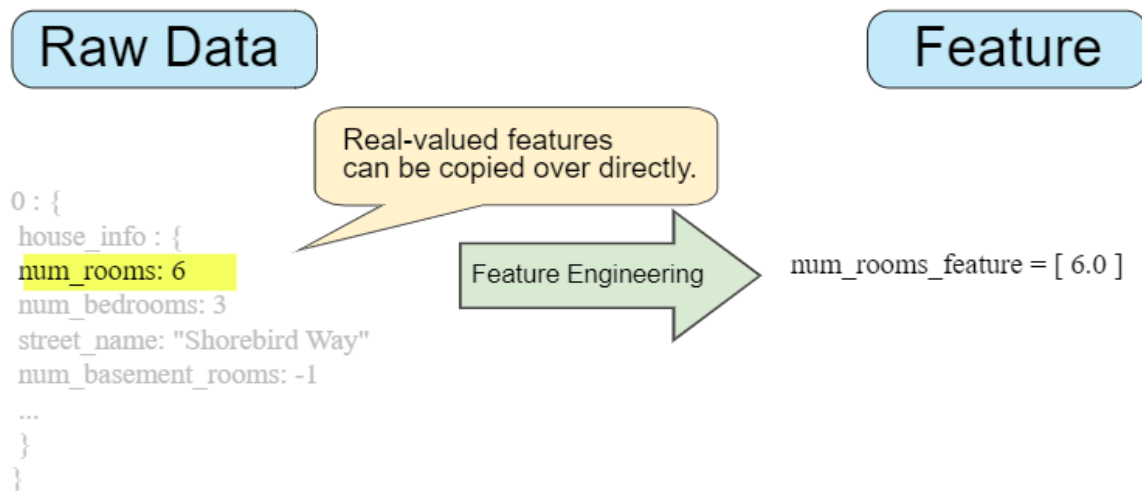 Raw Data
Feature
Real-valued features
can be copied over directly.
0 : {
house_info : {
num_rooms: 6
num_bedrooms: 3
street_name: "Shorebird Way"
num_basement_rooms: -1
...
}
}
Feature Engineering
num_rooms_feature = [ 6.0 ]